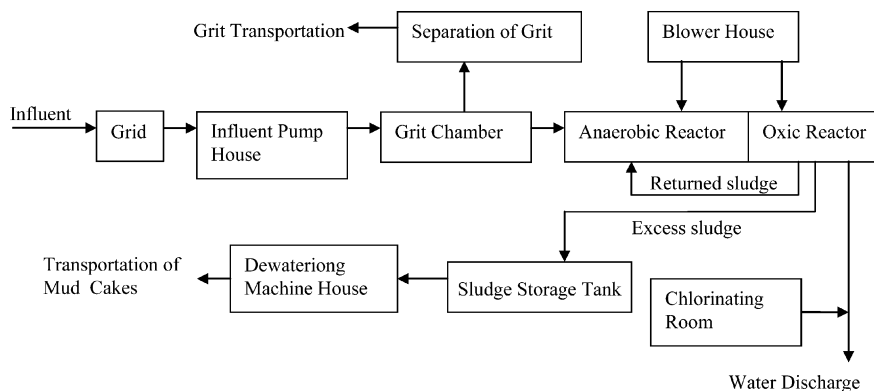 Grit Transportation
Separation of Grit
Blower House
Influent
Grid
Influent Pump
House
Grit Chamber
Anaerobic Reactor
Oxic Reactor
Returned sludge
Excess sludge
Transportation of
Mud Cakes
Dewateriong
Machine House
Sludge Storage Tank
Chlorinating
Room
Water Discharge